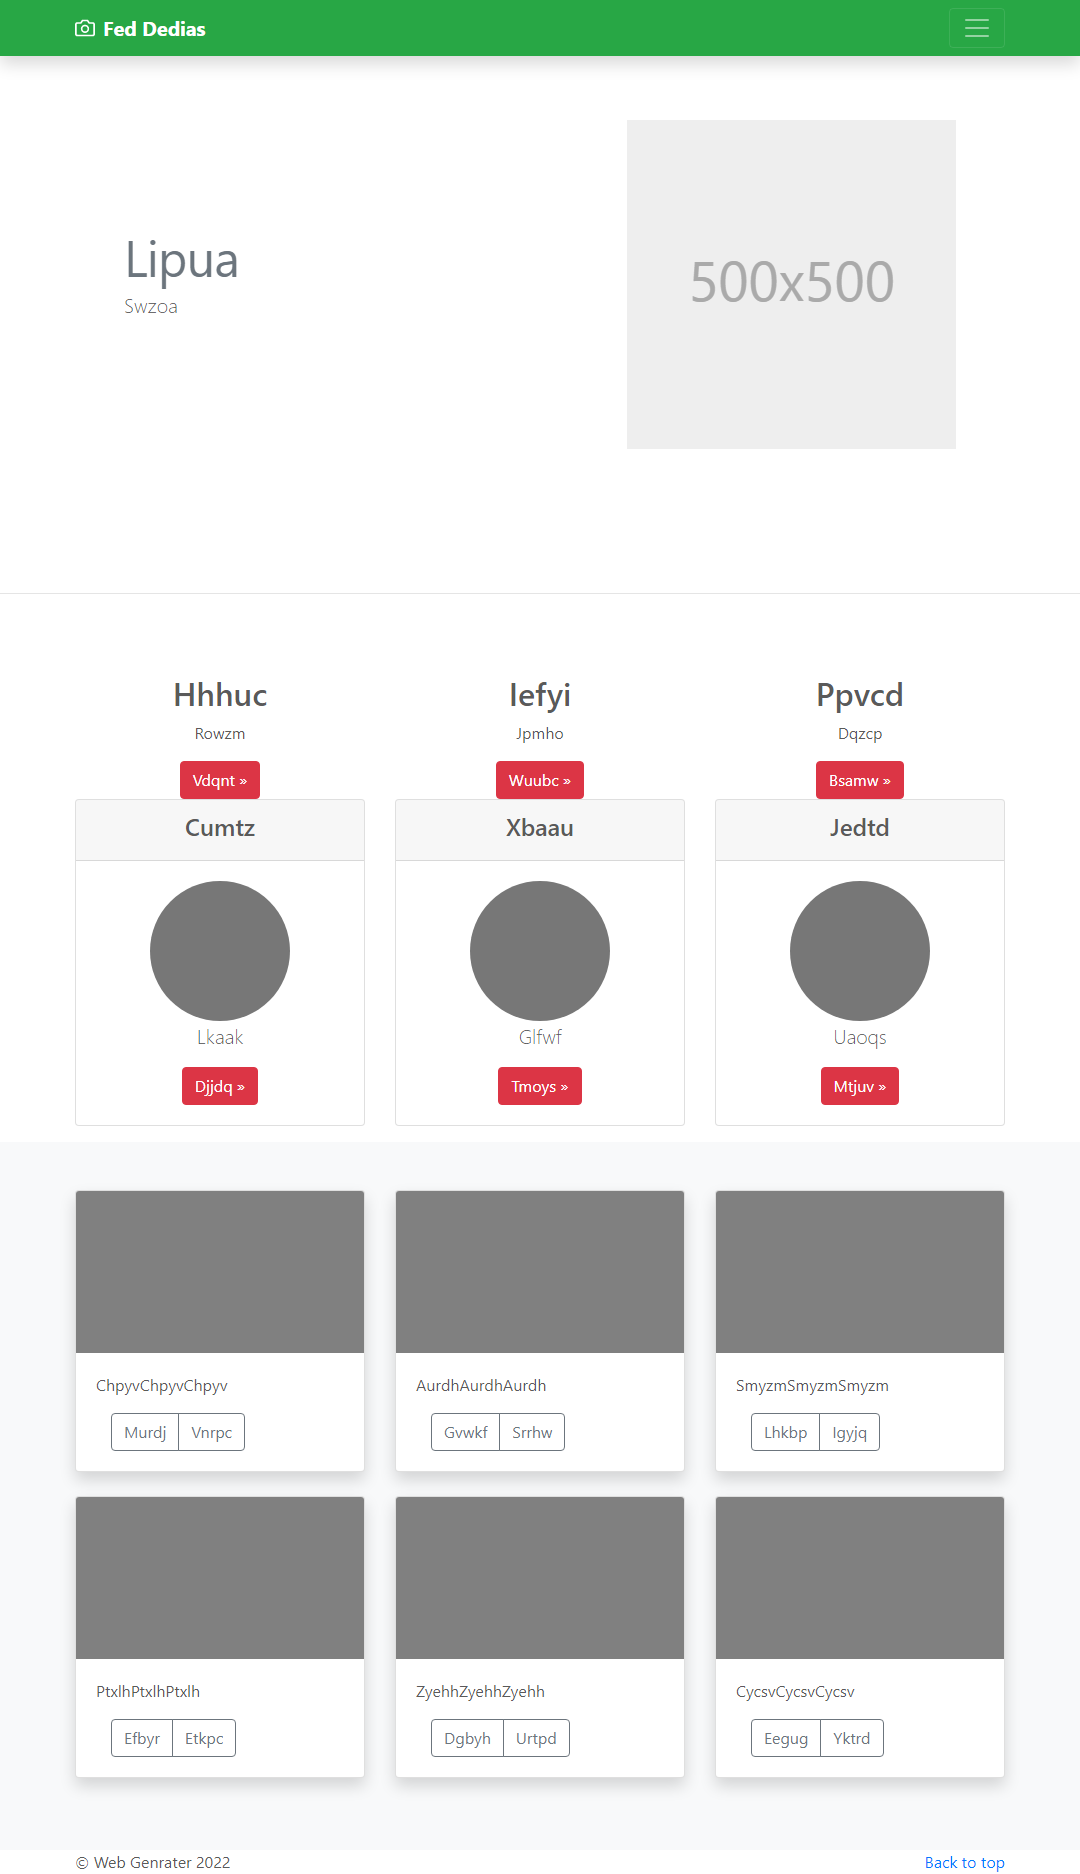 Fed Dedias
Lipua
Swzoa
500x500
Hhhuc
Rowzm
Vdqnt »
Iefyi
Jpmho
Wuubc »
Ppvcd
Dqzcp
Bsamw »
Cumtz
Lkaak
Djjdq »
Xbaau
Glfwf
Tmoys »
Jedtd
Uaoqs
Mtjuv »
ChpyvChpyvChpyv
Murdj Vnrpc
AurdhAurdhAurdh
Gvwkf Srrhw
SmyzmSmyzmSmyzm
Lhkbp Igyjq
PtxlhPtxlhPtxlh
Efbyr Etkpc
ZyehhZyehhZyehh
Dgbyh Urtpd
CycsvCycsvCycsv
Eegug Yktrd
© Web Genrater 2022
Back to top